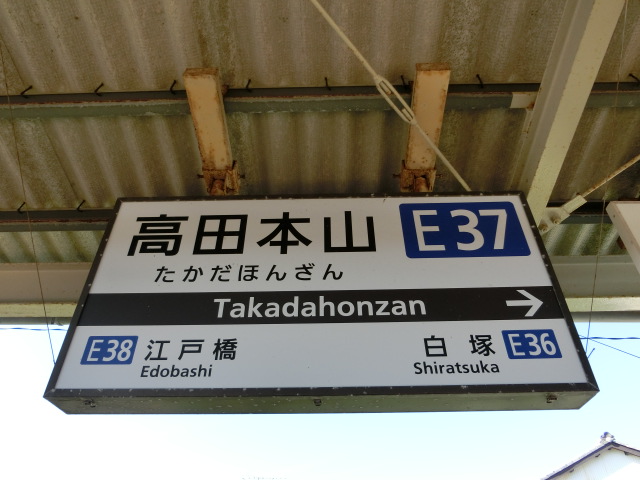 高田本山 E37
たかだほんざん
Takadahonzan →
E38 江戸橋 白塚 E36
Edobashi Shiratsuka